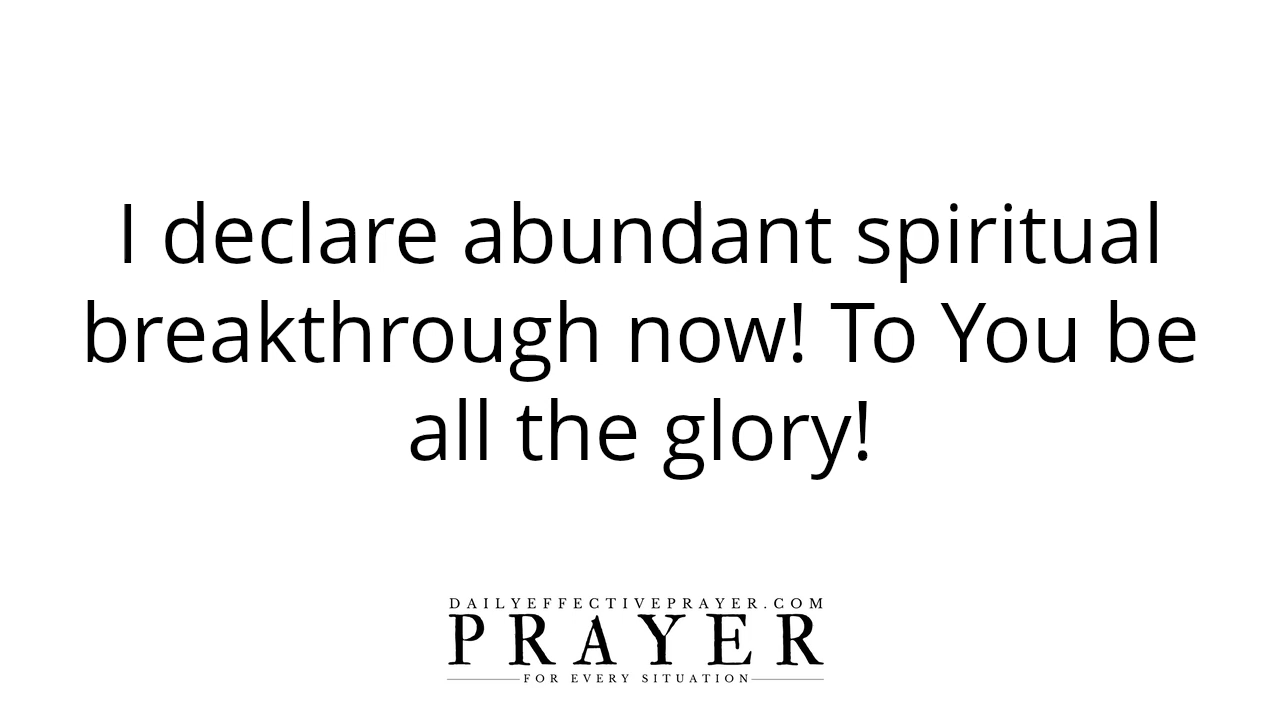 I declare abundant spiritual
breakthrough now! To You be
all the glory!
DAILYEFFECTIVEPRAYER.COM
PRAYER
FOR EVERY SITUATION